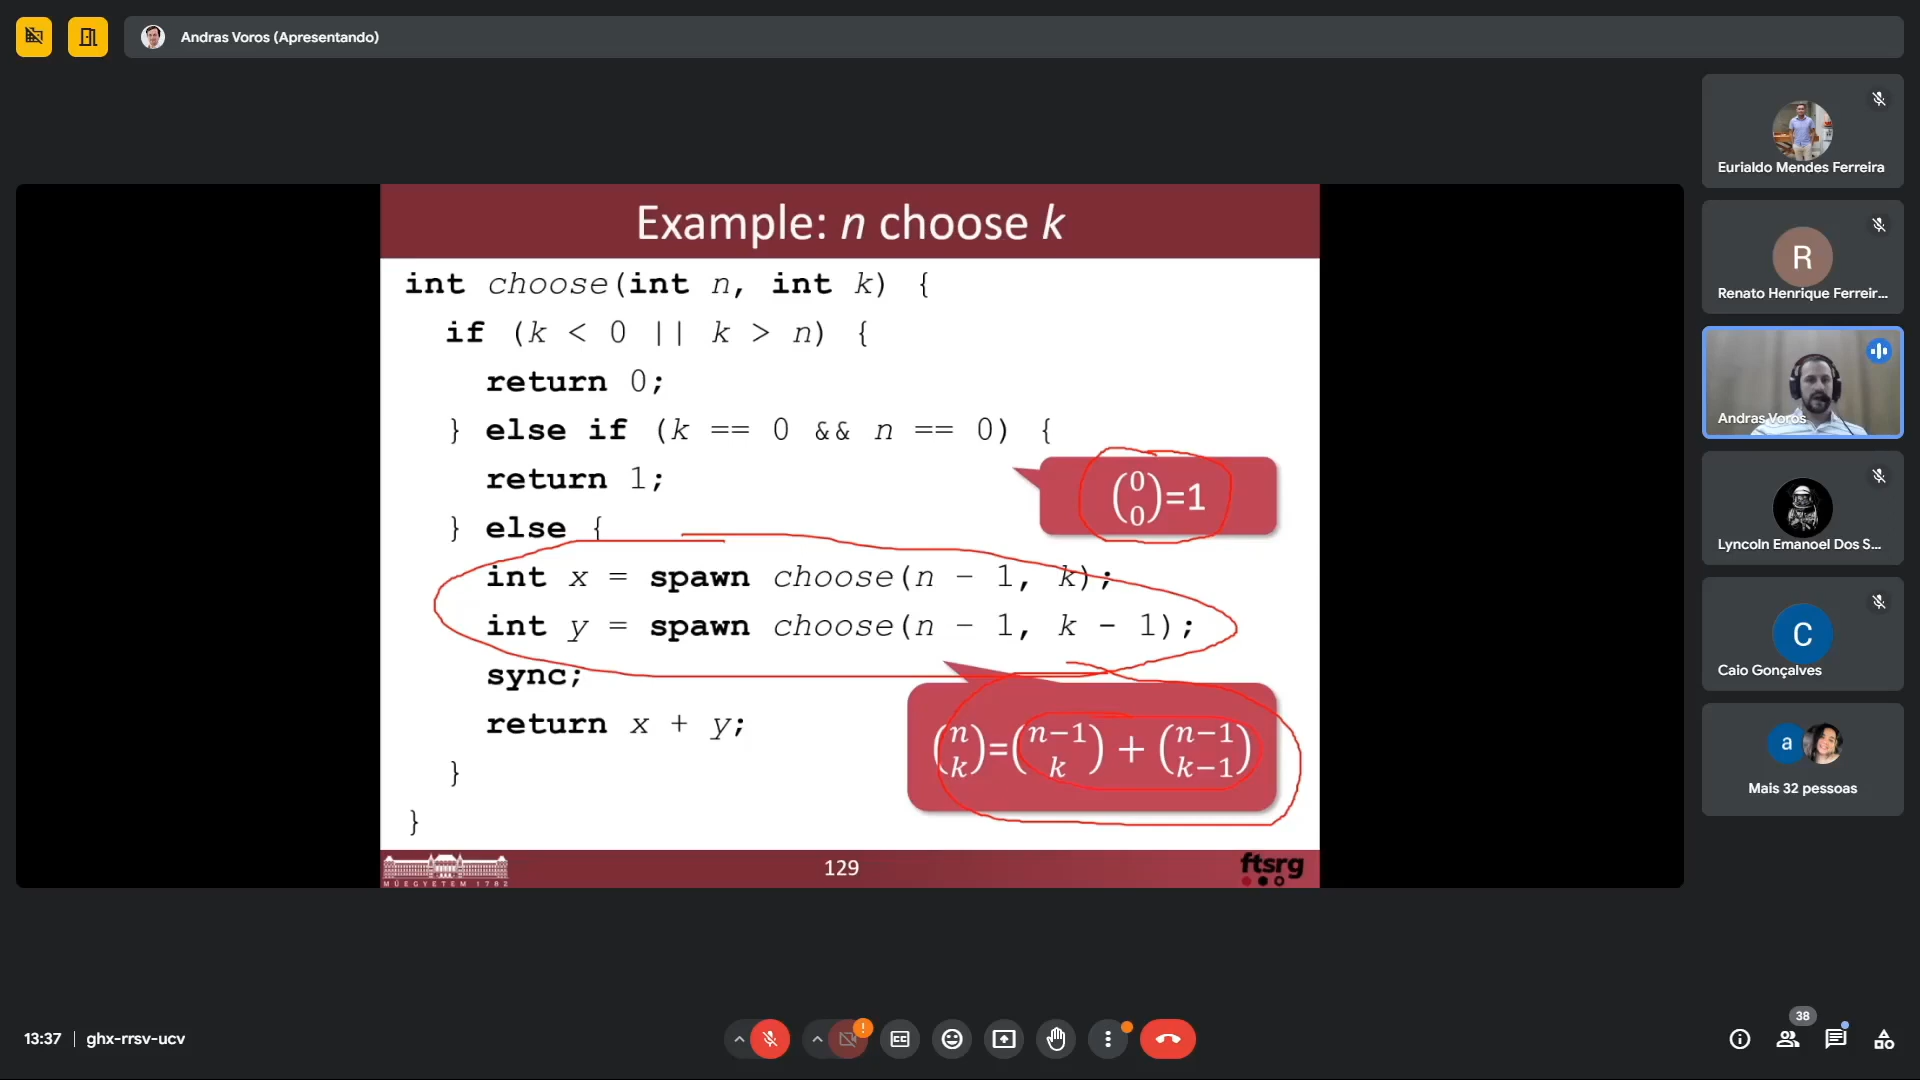 Andras Voros (Apresentando)
Example: n choose k
int choose(int n, int k) {
if (k < 0 || k > n) {
return 0;
} else if (k == 0 && n == 0) {
return 1;
} else {
int x = spawn choose(n - 1, k);
int y = spawn choose(n - 1, k - 1);
sync;
return x + y;
}
}
(0 0)=1
(n k)=(n-1 k) + (n-1 k-1)
MŰEGYETEM 1782
129
ftsrg
Eurialdo Mendes Ferreira
R
Renato Henrique Ferreir...
Andras Voros
Lyncoln Emanoel Dos S...
C
Caio Gonçalves
a
Mais 32 pessoas
13:37 | ghx-rrsv-ucv
!
CC
38